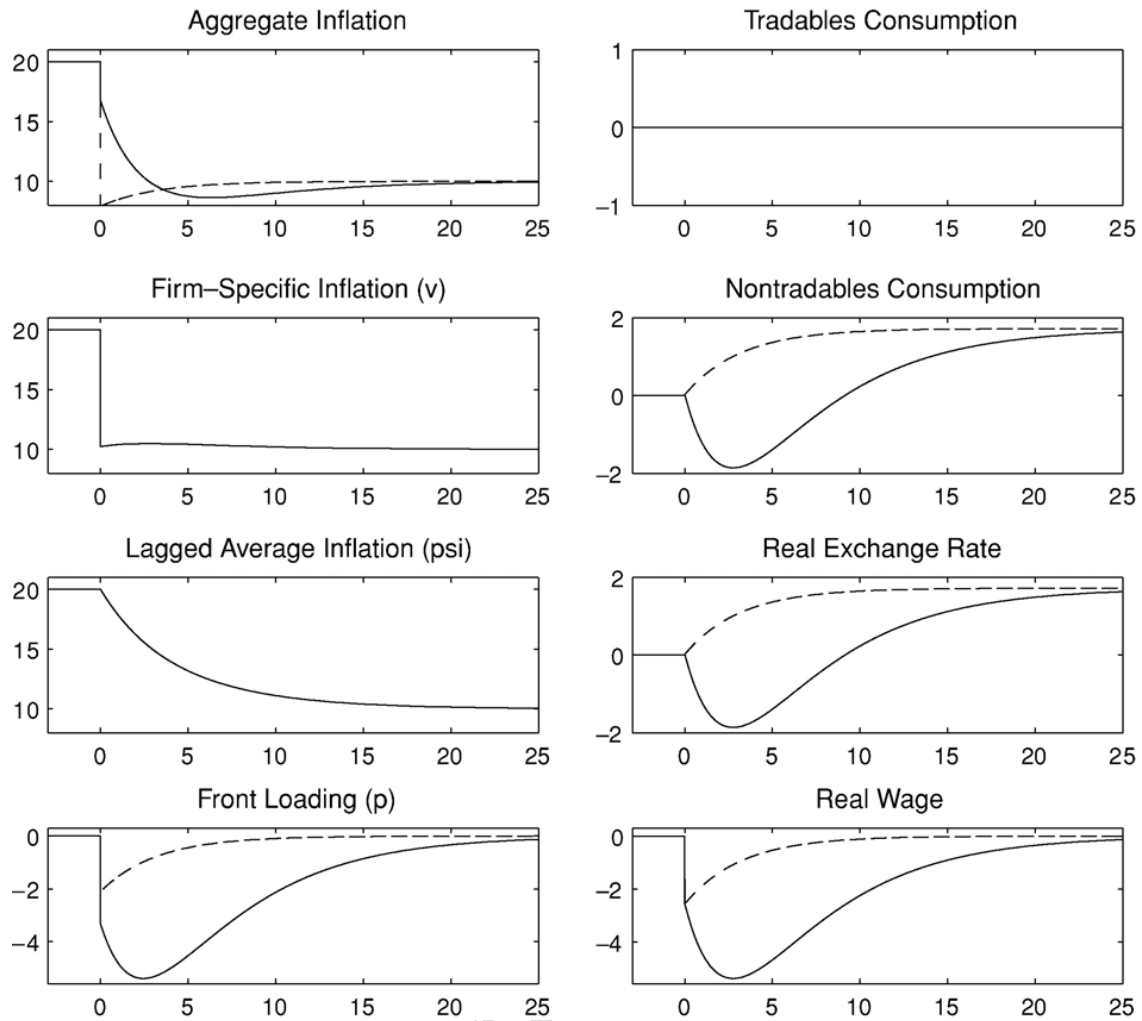 Aggregate Inflation
20
15
10
0 5 10 15 20 25
Tradables Consumption
1
0
−1
0 5 10 15 20 25
Firm–Specific Inflation (v)
20
15
10
0 5 10 15 20 25
Nontradables Consumption
2
0
−2
0 5 10 15 20 25
Lagged Average Inflation (psi)
20
15
10
0 5 10 15 20 25
Real Exchange Rate
2
0
−2
0 5 10 15 20 25
Front Loading (p)
0
−2
−4
0 5 10 15 20 25
Real Wage
0
−2
−4
0 5 10 15 20 25